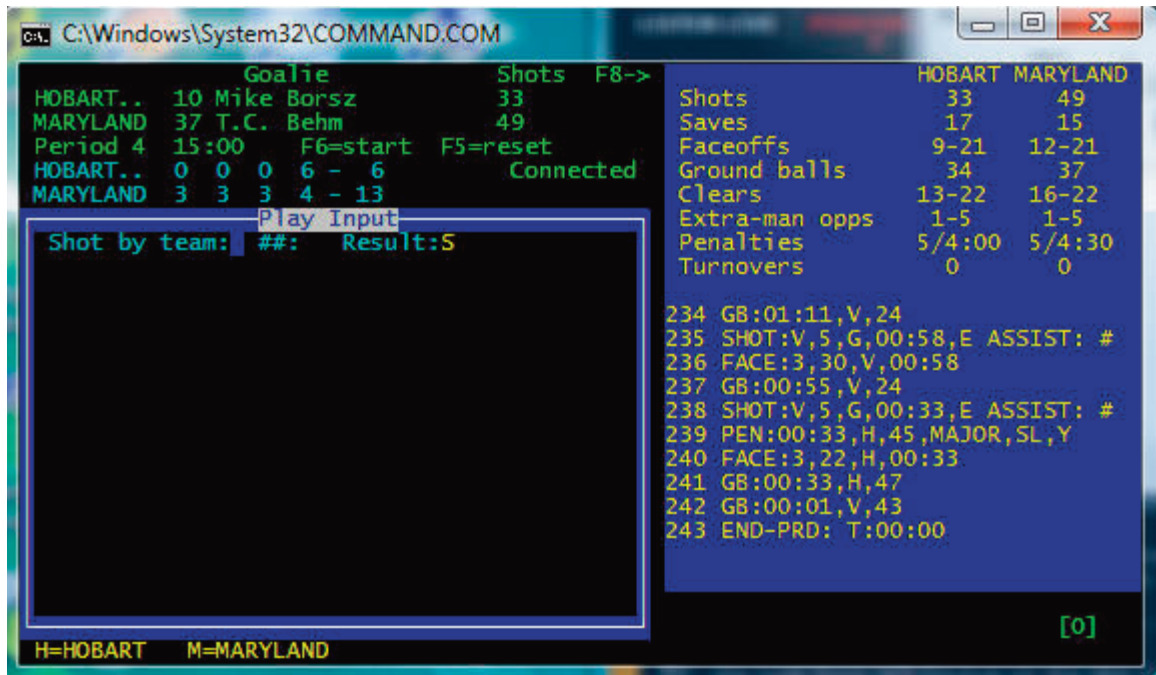 C:\Windows\System32\COMMAND.COM
Goalie Shots F8->
HOBART.. 10 Mike Borsz 33
MARYLAND 37 T.C. Behm 49
Period 4 15:00 F6=start F5=reset
HOBART.. 0 0 0 6 - 6 Connected
MARYLAND 3 3 3 4 - 13
Play Input
Shot by team: ##: Result:S
H=HOBART M=MARYLAND
HOBART MARYLAND
Shots 33 49
Saves 17 15
Faceoffs 9-21 12-21
Ground balls 34 37
Clears 13-22 16-22
Extra-man opps 1-5 1-5
Penalties 5/4:00 5/4:30
Turnovers 0 0
234 GB:01:11,V,24
235 SHOT:V,5,G,00:58,E ASSIST: #
236 FACE:3,30,V,00:58
237 GB:00:55,V,24
238 SHOT:V,5,G,00:33,E ASSIST: #
239 PEN:00:33,H,45,MAJOR,SL,Y
240 FACE:3,22,H,00:33
241 GB:00:33,H,47
242 GB:00:01,V,43
243 END-PRD: T:00:00
[0]